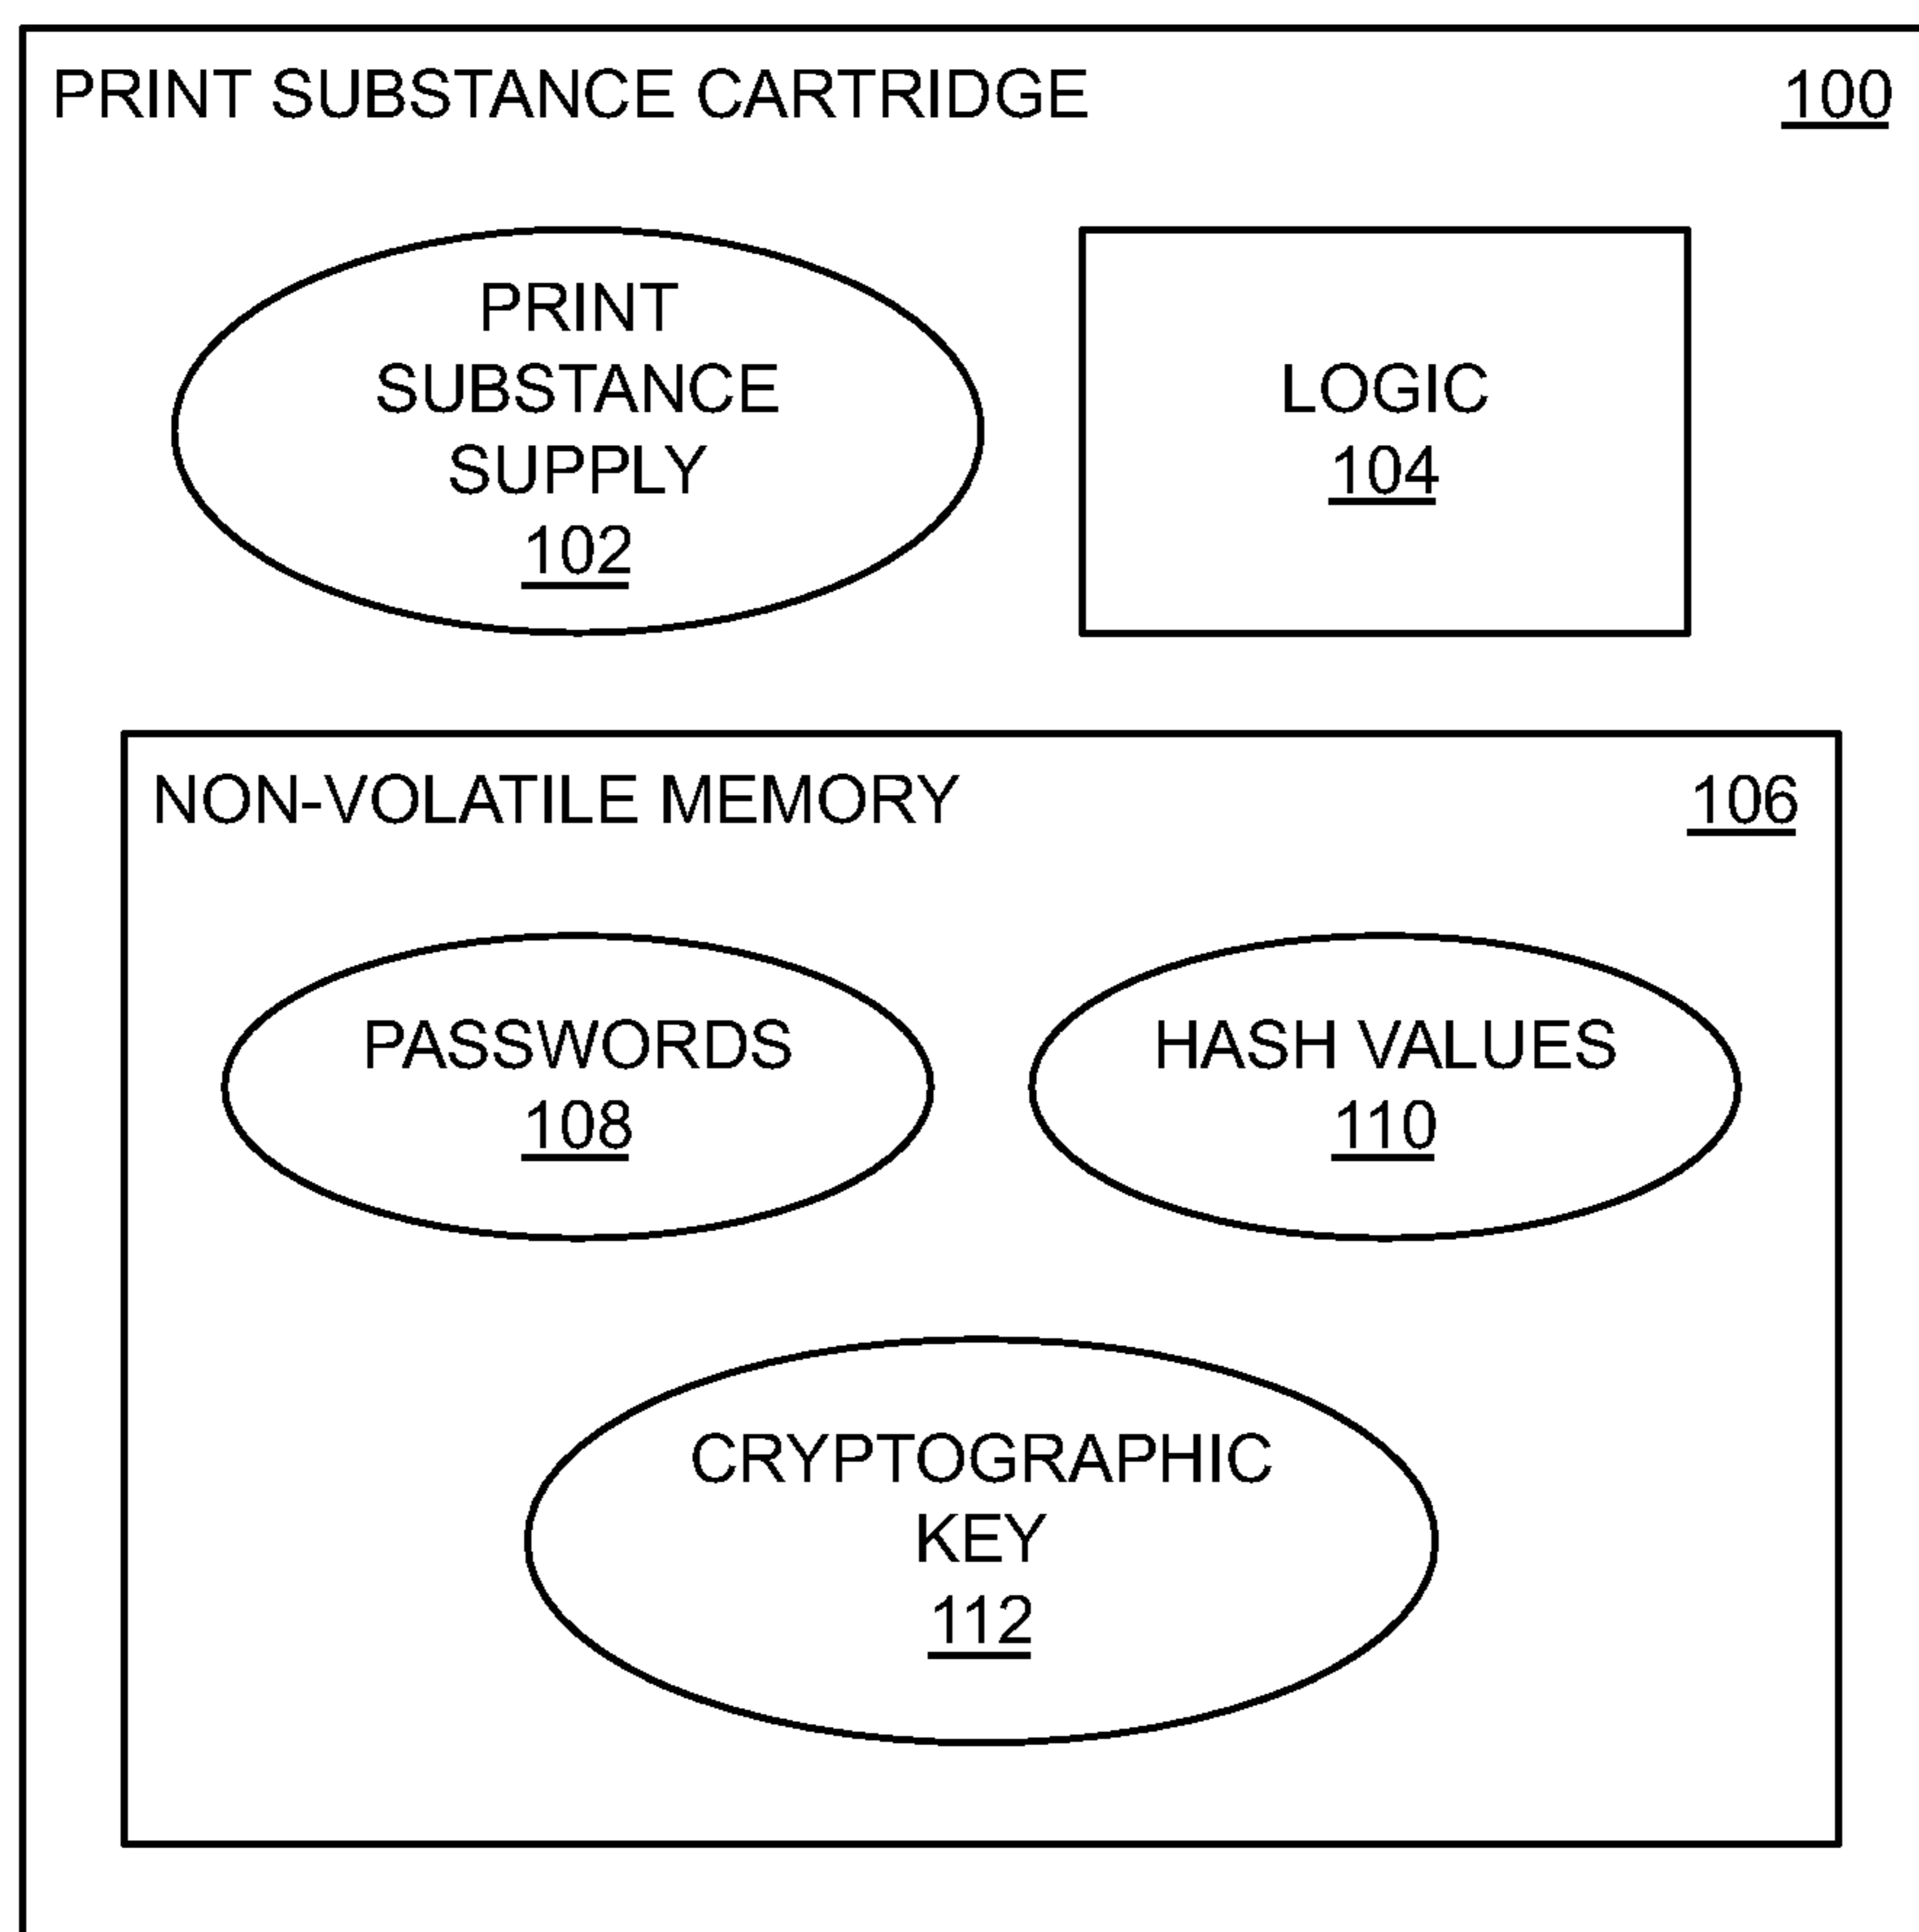 PRINT SUBSTANCE CARTRIDGE 100
PRINT
SUBSTANCE
SUPPLY
102
LOGIC
104
NON-VOLATILE MEMORY 106
PASSWORDS
108
HASH VALUES
110
CRYPTOGRAPHIC
KEY
112